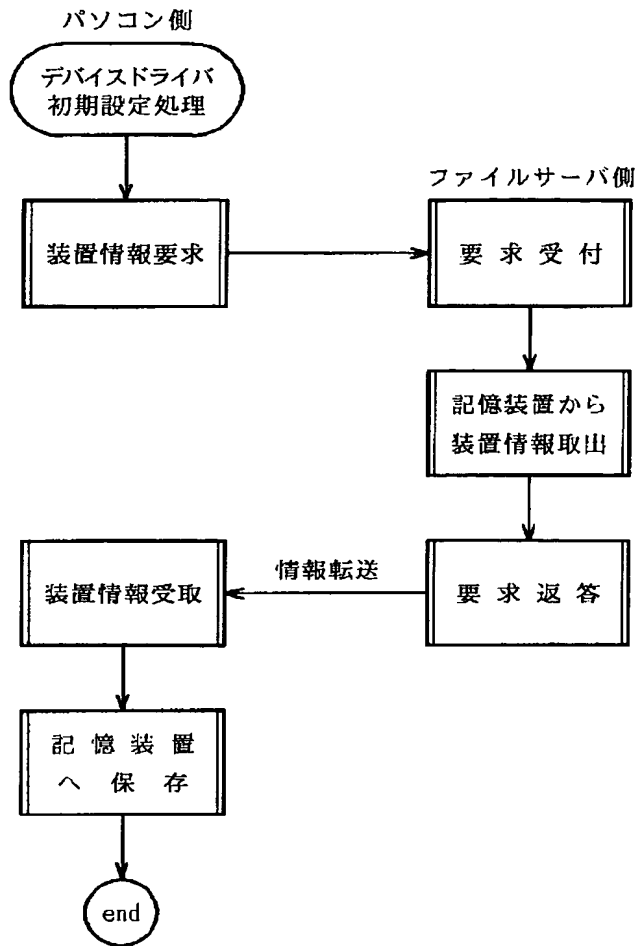 パソコン側
デバイスドライバ
初期設定処理
ファイルサーバ側
装置情報要求
要求受付
記憶装置から
装置情報取出
情報転送
装置情報受取
要求返答
記憶装置
へ保存
end